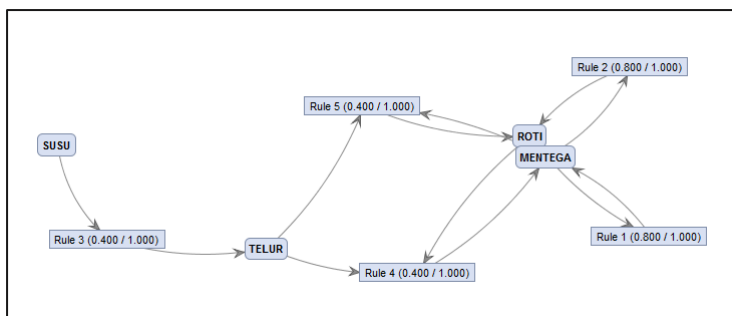 Rule 2 (0.800 / 1.000)
Rule 5 (0.400 / 1.000)
ROTI
SUSU
MENTEGA
Rule 3 (0.400 / 1.000)
Rule 1 (0.800 / 1.000)
TELUR
Rule 4 (0.400 / 1.000)